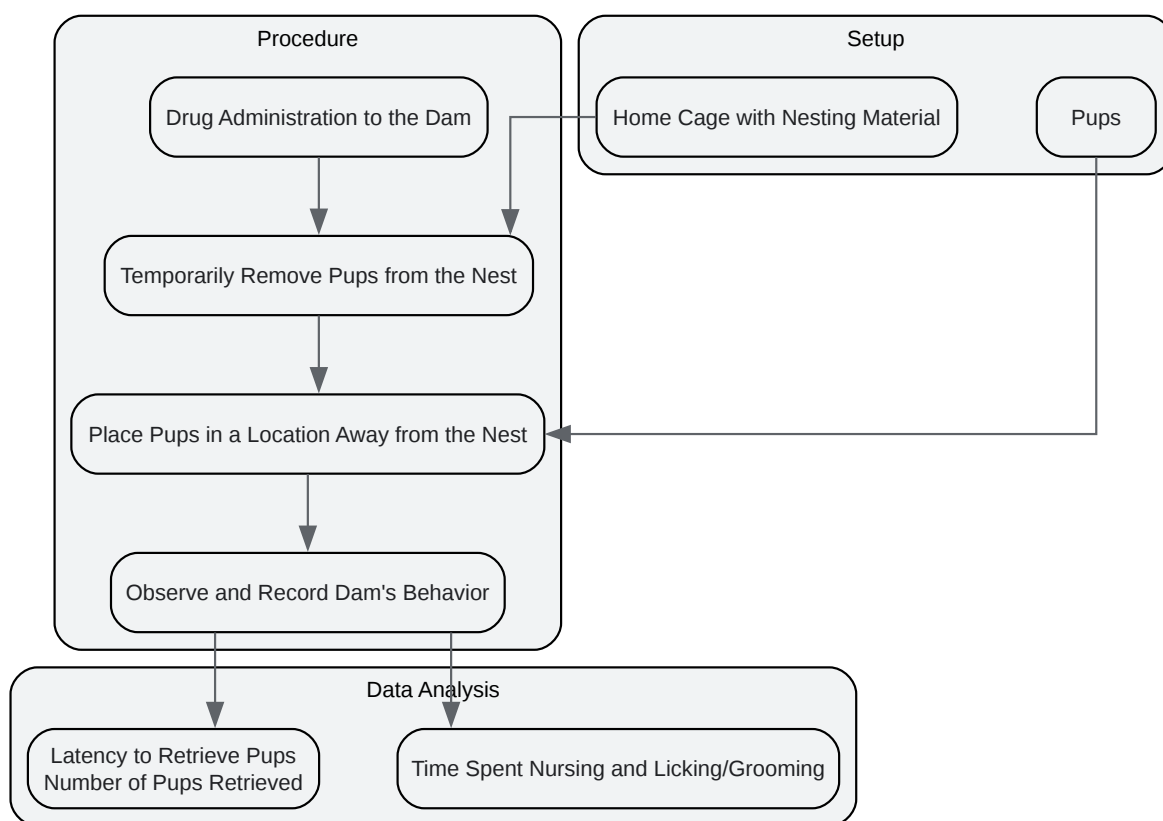 Procedure
Setup
Drug Administration to the Dam
Home Cage with Nesting Material
Pups
Temporarily Remove Pups from the Nest
Place Pups in a Location Away from the Nest
Observe and Record Dam's Behavior
Data Analysis
Latency to Retrieve Pups
Number of Pups Retrieved
Time Spent Nursing and Licking/Grooming